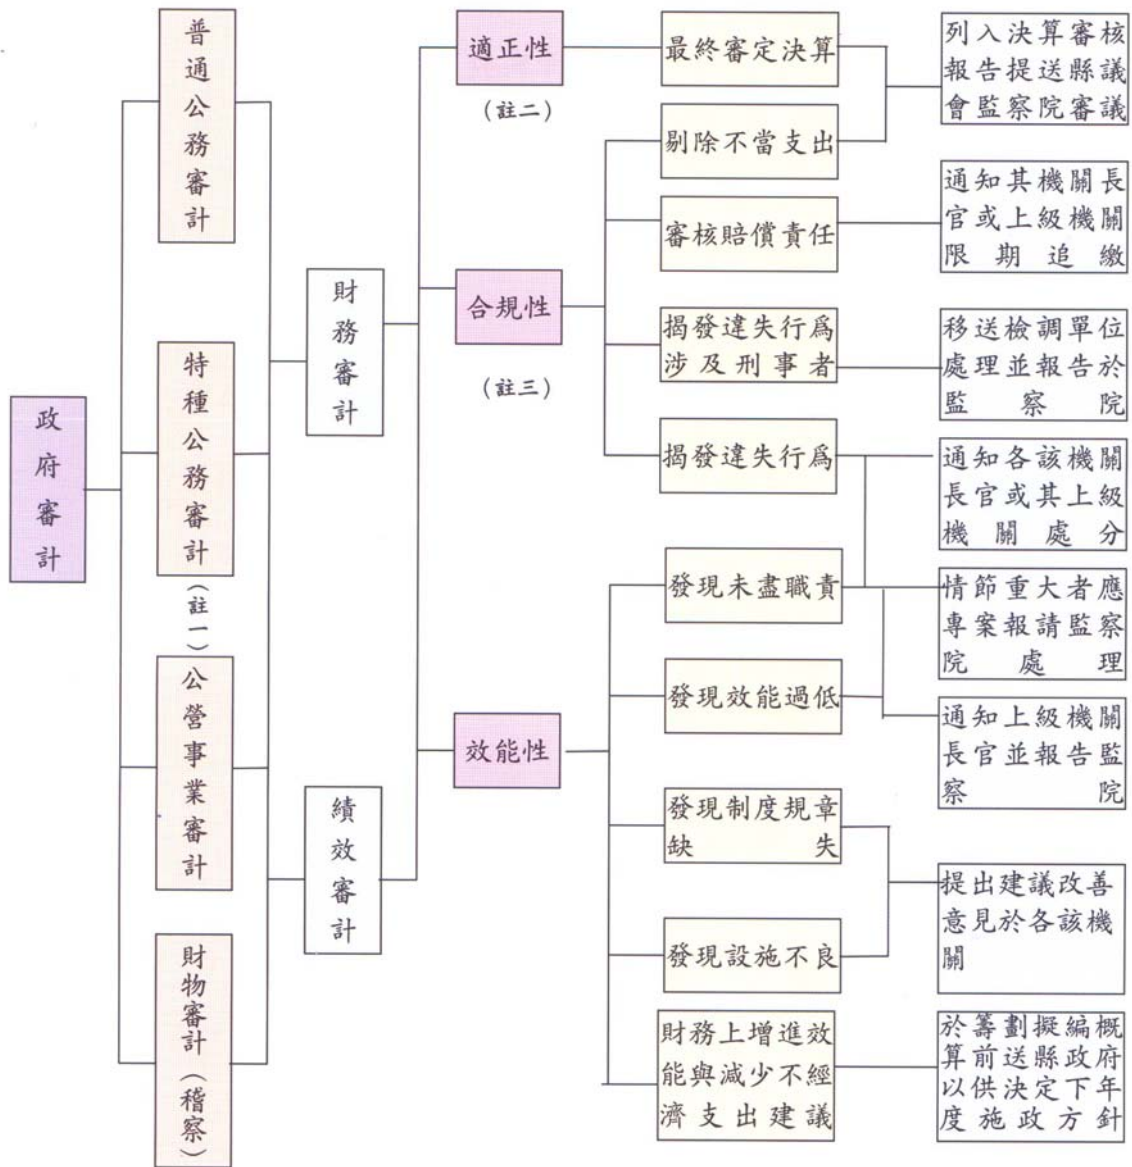 政府審計
普通公務審計
特種公務審計(註一)
公營事業審計
財物審計(稽察)
財務審計
績效審計
適正性
(註二)
合規性
(註三)
效能性
最終審定決算
剔除不當支出
審核賠償責任
揭發違失行為
涉及刑事者
揭發違失行為
發現未盡職責
發現效能過低
發現制度規章
缺失
發現設施不良
財務上增進效
能與減少不經
濟支出建議
列入決算審核
報告提送縣議
會監察院審議
通知其機關長
官或上級機關
限期追繳
移送檢調單位
處理並報告於
監察院
通知各該機關
長官或其上級
機關處分
情節重大者應
專案報請監察
院處理
通知上級機關
長官並報告監
察院
提出建議改善
意見於各該機
關
於籌劃擬編概
算前送縣政府
以供決定下年
度施政方針